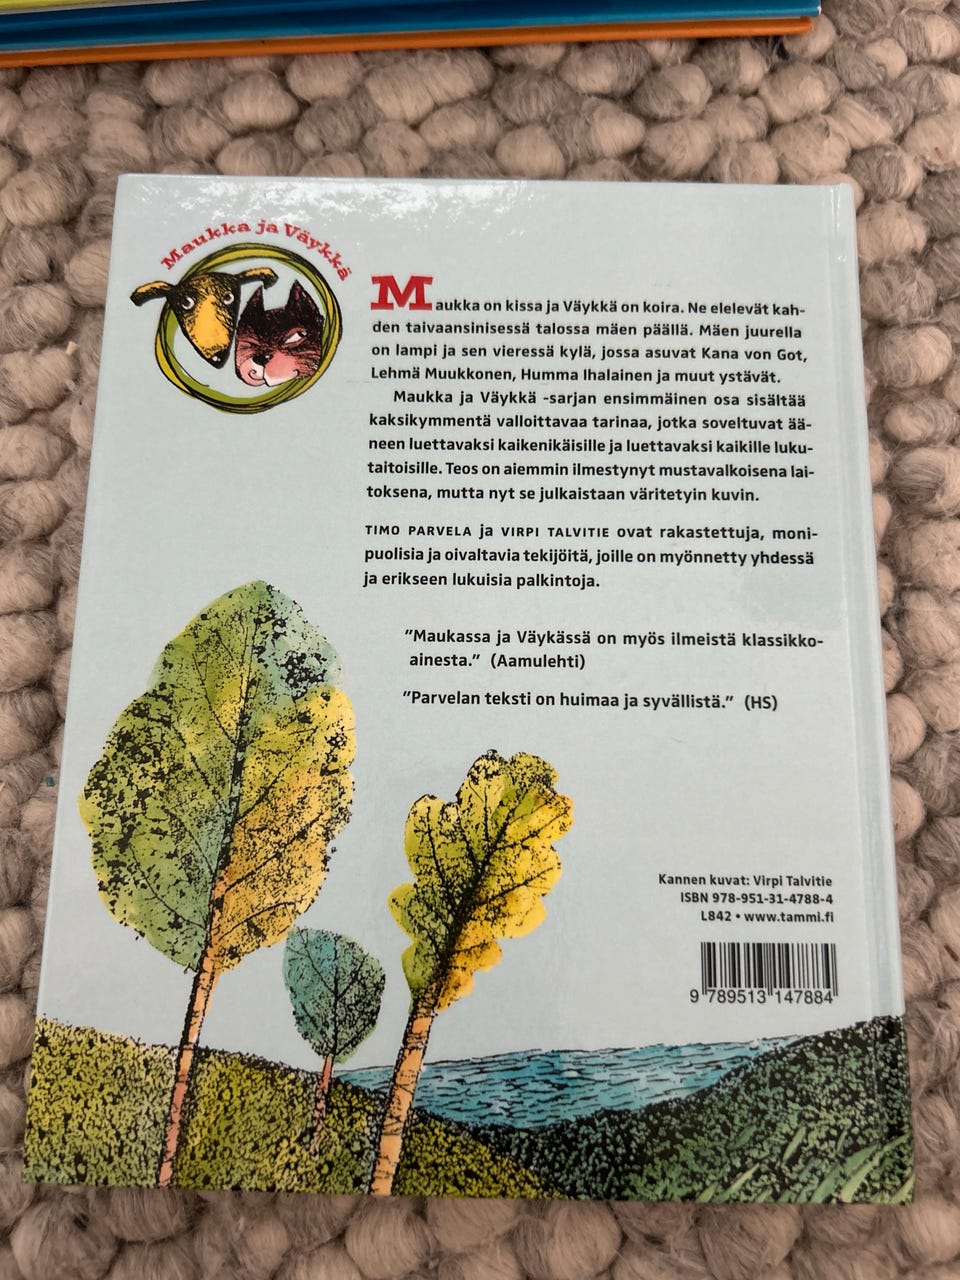 Maukka ja Väykkä
Maukka on kissa ja Väykkä on koira. Ne elelevät kah-
den taivaansinisessä talossa mäen päällä. Mäen juurella
on lampi ja sen vieressä kylä, jossa asuvat Kana von Got,
Lehmä Muukkonen, Humma Ihalainen ja muut ystävät.
Maukka ja Väykkä -sarjan ensimmäinen osa sisältää
kaksikymmentä valloittavaa tarinaa, jotka soveltuvat ää-
neen luettavaksi kaikenikäisille ja luettavaksi kaikille luku-
taitoisille. Teos on aiemmin ilmestynyt mustavalkoisena lai-
toksena, mutta nyt se julkaistaan väritetyin kuvin.
TIMO PARVELA ja VIRPI TALVITIE ovat rakastettuja, moni-
puolisia ja oivaltavia tekijöitä, joille on myönnetty yhdessä
ja erikseen lukuisia palkintoja.
"Maukassa ja Väykässä on myös ilmeistä klassikko-
ainesta." (Aamulehti)
"Parvelan teksti on huimaa ja syvällistä." (HS)
Kannen kuvat: Virpi Talvitie
ISBN 978-951-31-4788-4
L842 • www.tammi.fi
9 789513 147884